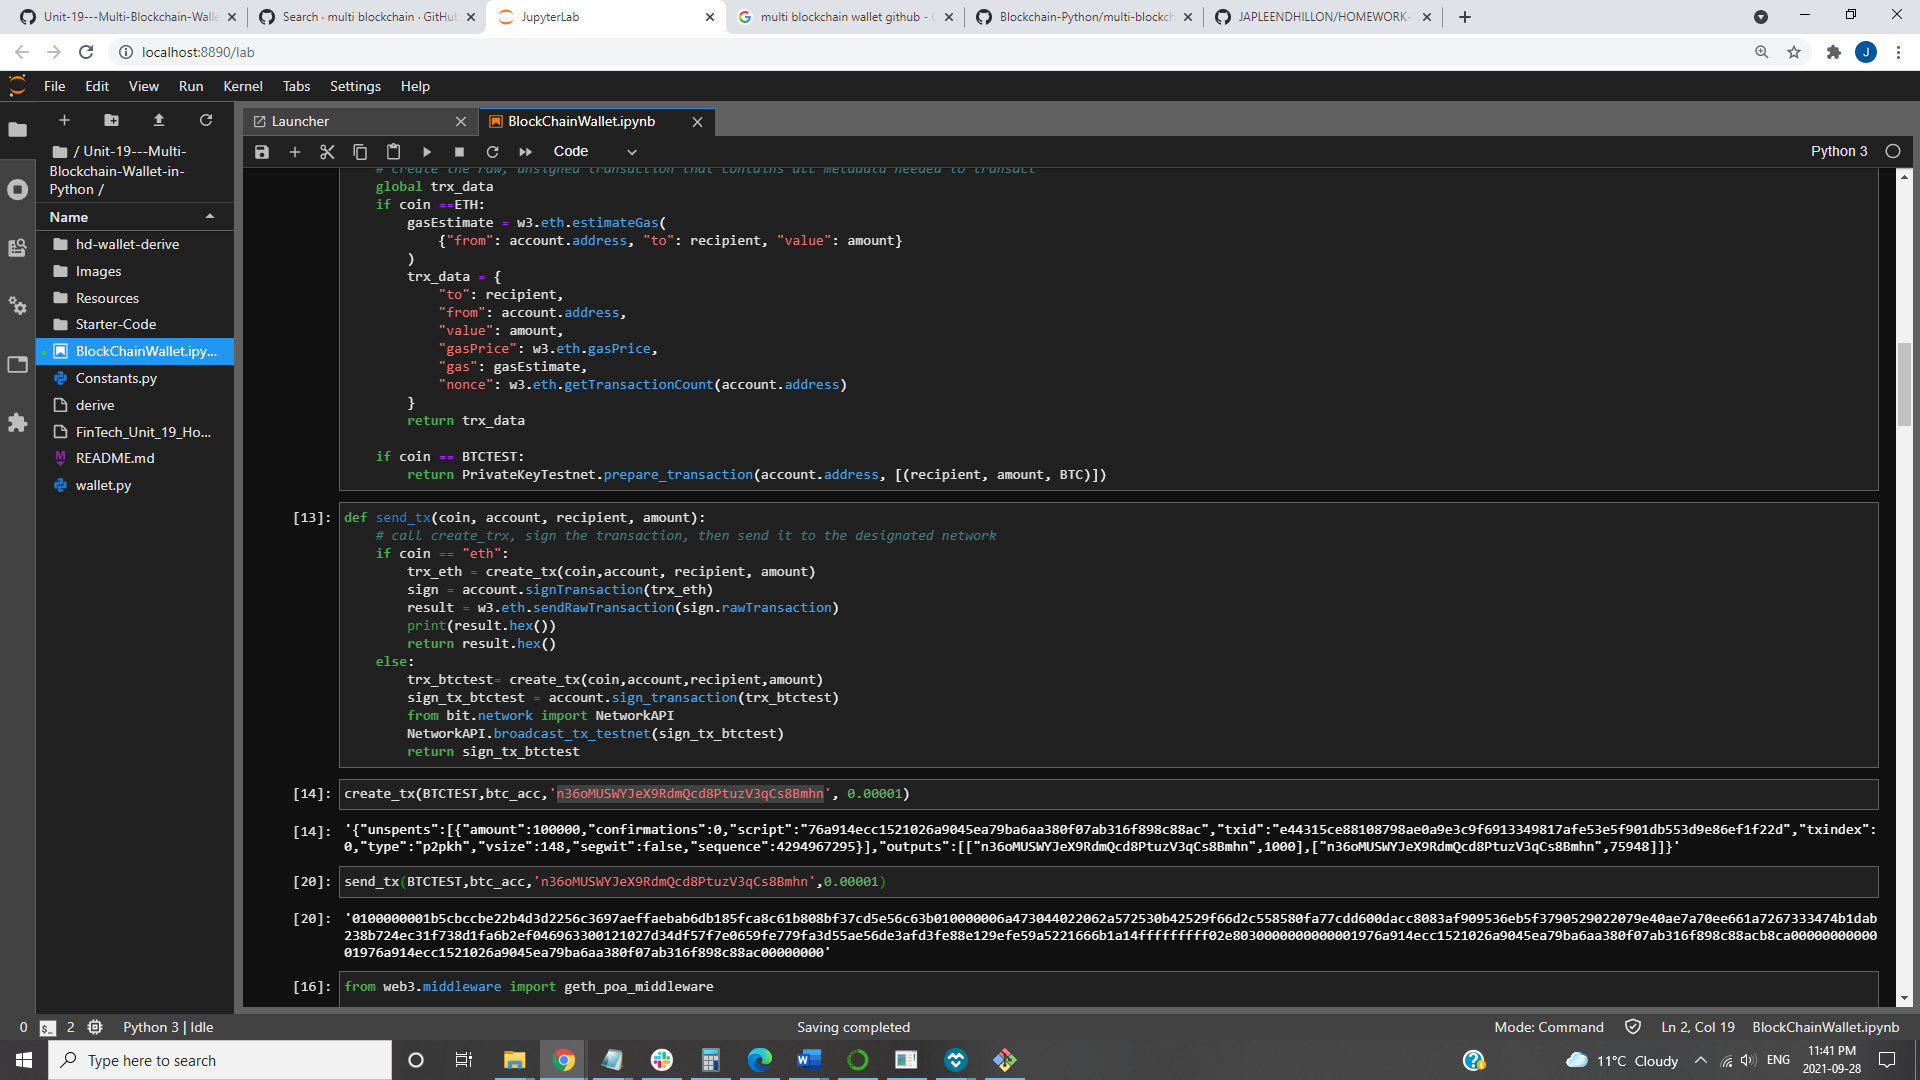 Unit-19---Multi-Blockchain-Walle
Search · multi blockchain · GitHub
JupyterLab
multi blockchain wallet github - G
Blockchain-Python/multi-blockch
JAPLEENDHILLON/HOMEWORK-
localhost:8890/lab
J
File Edit View Run Kernel Tabs Settings Help
Launcher
BlockChainWallet.ipynb
Code
Python 3
/ Unit-19---Multi-
Blockchain-Wallet-in-
Python /
Name
hd-wallet-derive
Images
Resources
Starter-Code
BlockChainWallet.ipy...
Constants.py
derive
FinTech_Unit_19_Ho...
README.md
wallet.py
# create the raw, unsigned transaction that contains all metadata needed to transact
global trx_data
if coin ==ETH:
gasEstimate = w3.eth.estimateGas(
{"from": account.address, "to": recipient, "value": amount}
)
trx_data = {
"to": recipient,
"from": account.address,
"value": amount,
"gasPrice": w3.eth.gasPrice,
"gas": gasEstimate,
"nonce": w3.eth.getTransactionCount(account.address)
}
return trx_data
if coin == BTCTEST:
return PrivateKeyTestnet.prepare_transaction(account.address, [(recipient, amount, BTC)])
[13]: def send_tx(coin, account, recipient, amount):
# call create_trx, sign the transaction, then send it to the designated network
if coin == "eth":
trx_eth = create_tx(coin,account, recipient, amount)
sign = account.signTransaction(trx_eth)
result = w3.eth.sendRawTransaction(sign.rawTransaction)
print(result.hex())
return result.hex()
else:
trx_btctest= create_tx(coin,account,recipient,amount)
sign_tx_btctest = account.sign_transaction(trx_btctest)
from bit.network import NetworkAPI
NetworkAPI.broadcast_tx_testnet(sign_tx_btctest)
return sign_tx_btctest
[14]: create_tx(BTCTEST,btc_acc,'n36oMUSWYJeX9RdmQcd8PtuzV3qCs8Bmhn', 0.00001)
[14]: '{"unspents":[{"amount":100000,"confirmations":0,"script":"76a914ecc1521026a9045ea79ba6aa380f07ab316f898c88ac","txid":"e44315ce88108798ae0a9e3c9f6913349817afe53e5f901db553d9e86ef1f22d","txindex":
0,"type":"p2pkh","vsize":148,"segwit":false,"sequence":4294967295}],"outputs":[["n36oMUSWYJeX9RdmQcd8PtuzV3qCs8Bmhn",1000],["n36oMUSWYJeX9RdmQcd8PtuzV3qCs8Bmhn",75948]]}'
[20]: send_tx(BTCTEST,btc_acc,'n36oMUSWYJeX9RdmQcd8PtuzV3qCs8Bmhn',0.00001)
[20]: '0100000001b5cbccbe22b4d3d2256c3697aeffaebab6db185fca8c61b808bf37cd5e56c63b010000006a473044022062a572530b42529f66d2c558580fa77cdd600dacc8083af909536eb5f3790529022079e40ae7a70ee661a7267333474b1dab
238b724ec31f738d1fa6b2ef046963300121027d34df57f7e0659fe779fa3d55ae56de3afd3fe88e129efe59a5221666b1a14fffffffff02e8030000000000001976a914ecc1521026a9045ea79ba6aa380f07ab316f898c88acb8ca00000000000
01976a914ecc1521026a9045ea79ba6aa380f07ab316f898c88ac00000000'
[16]: from web3.middleware import geth_poa_middleware
0 2 Python 3 | Idle
Saving completed
Mode: Command Ln 2, Col 19 BlockChainWallet.ipynb
Type here to search
11°C Cloudy
ENG
11:41 PM
2021-09-28